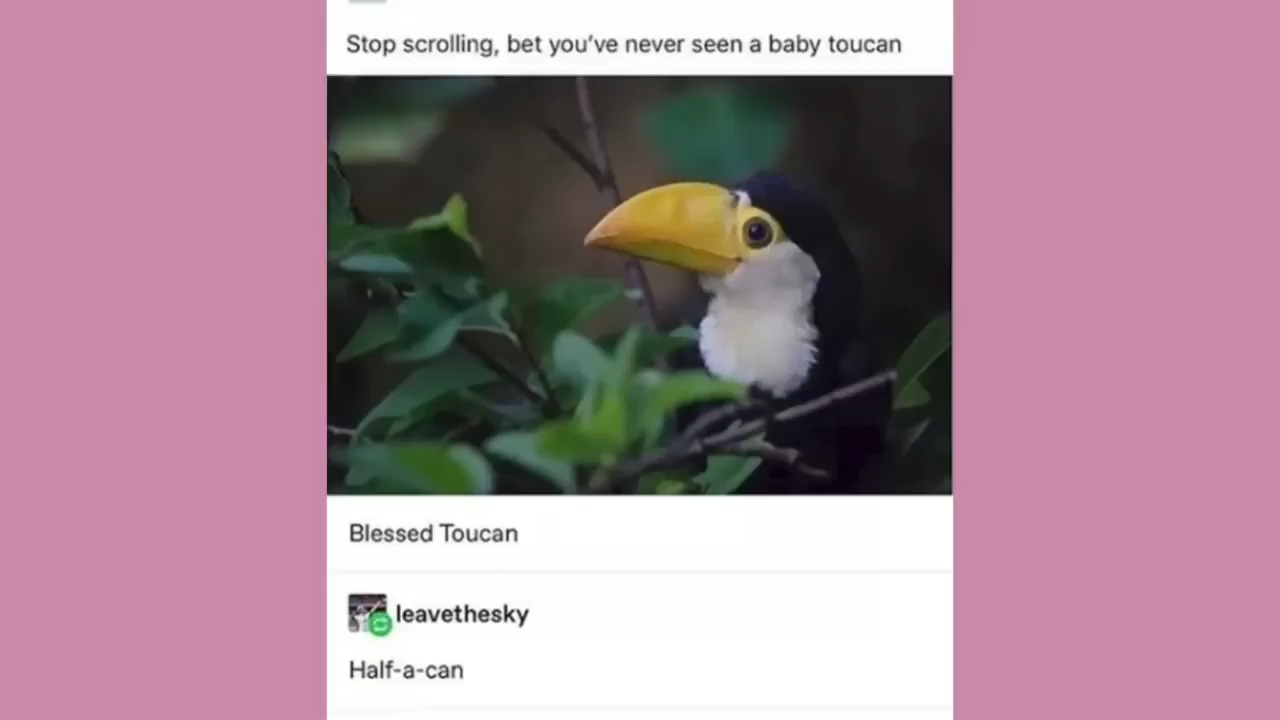 Stop scrolling, bet you've never seen a baby toucan
Blessed Toucan
leavethesky
Half-a-can